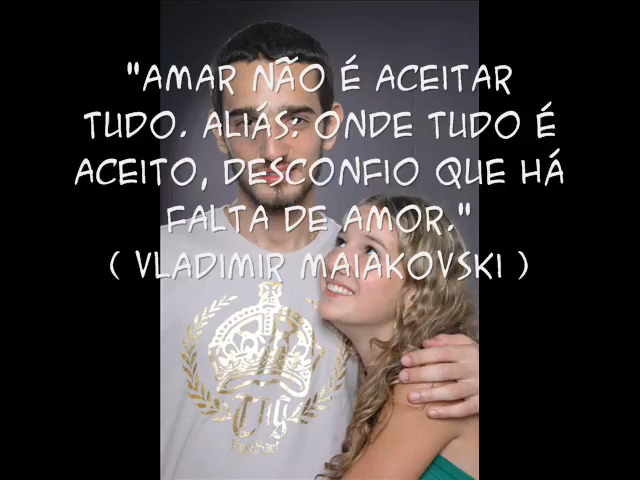 "AMAR NÃO É ACEITAR
TUDO. ALIÁS: ONDE TUDO É
ACEITO, DESCONFIO QUE HÁ
FALTA DE AMOR."
( VLADIMIR MAIAKOVSKI )